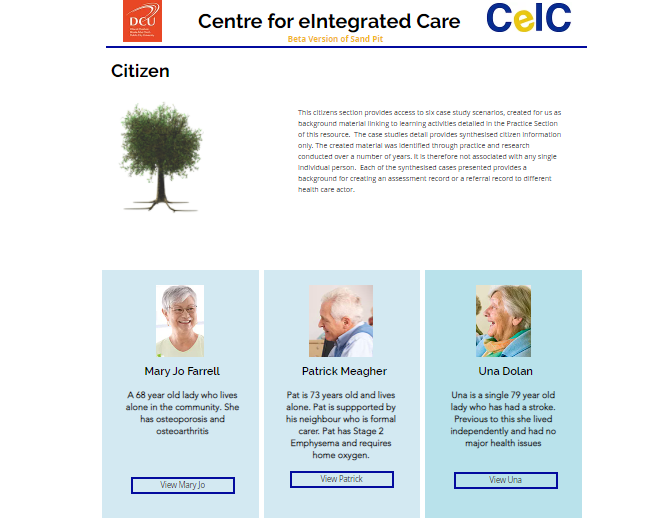 DCU
Centre for eIntegrated Care
CeIC
Beta Version of Sand Pit
Citizen
This citizens section provides access to six case study scenarios, created for us as
background material linking to learning activities detailed in the Practice Section
of this resource. The case studies detail provides synthesised citizen information
only. The created material was identified through practice and research
conducted over a number of years. It is therefore not associated with any single
individual person. Each of the synthesised cases presented provides a
background for creating an assessment record or a referral record to different
health care actor.
Mary Jo Farrell
A 68 year old lady who lives
alone in the community. She
has osteoporosis and
osteoarthritis
View Mary Jo
Patrick Meagher
Pat is 73 years old and lives
alone. Pat is suppported by
his neighbour who is formal
carer. Pat has Stage 2
Emphysema and requires
home oxygen.
View Patrick
Una Dolan
Una is a single 79 year old
lady who has had a stroke.
Previous to this she lived
independently and had no
major health issues
View Una